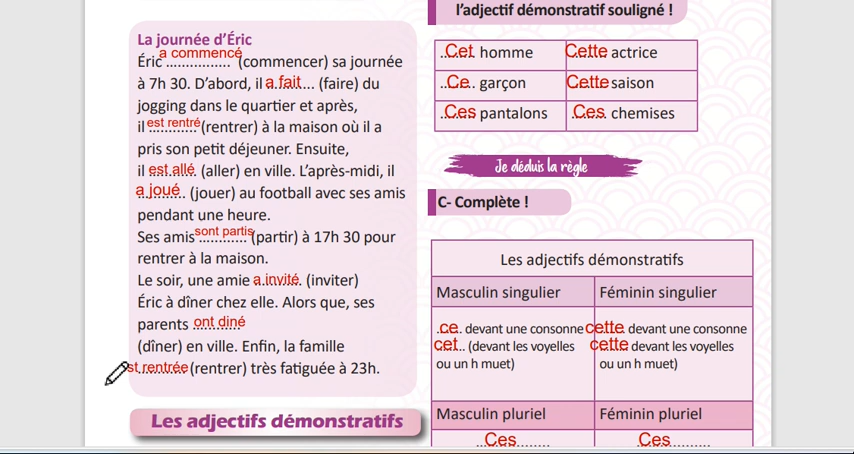 La journée d'Éric
Éric a commencé (commencer) sa journée
à 7h 30. D'abord, il a fait (faire) du
jogging dans le quartier et après,
il est rentré (rentrer) à la maison où il a
pris son petit déjeuner. Ensuite,
il est allé (aller) en ville. L'après-midi, il
a joué (jouer) au football avec ses amis
pendant une heure.
Ses amis sont partis (partir) à 17h 30 pour
rentrer à la maison.
Le soir, une amie a invité (inviter)
Éric à dîner chez elle. Alors que, ses
parents ont diné
(dîner) en ville. Enfin, la famille
st rentrée (rentrer) très fatiguée à 23h.
Les adjectifs démonstratifs
l'adjectif démonstratif souligné !
Cet homme Cette actrice
Ce garçon Cette saison
Ces pantalons Ces chemises
Je déduis la règle
C- Complète !
Les adjectifs démonstratifs
Masculin singulier Féminin singulier
ce devant une consonne cette devant une consonne
cet (devant les voyelles cette devant les voyelles
ou un h muet) ou un h muet)
Masculin pluriel Féminin pluriel
Ces Ces